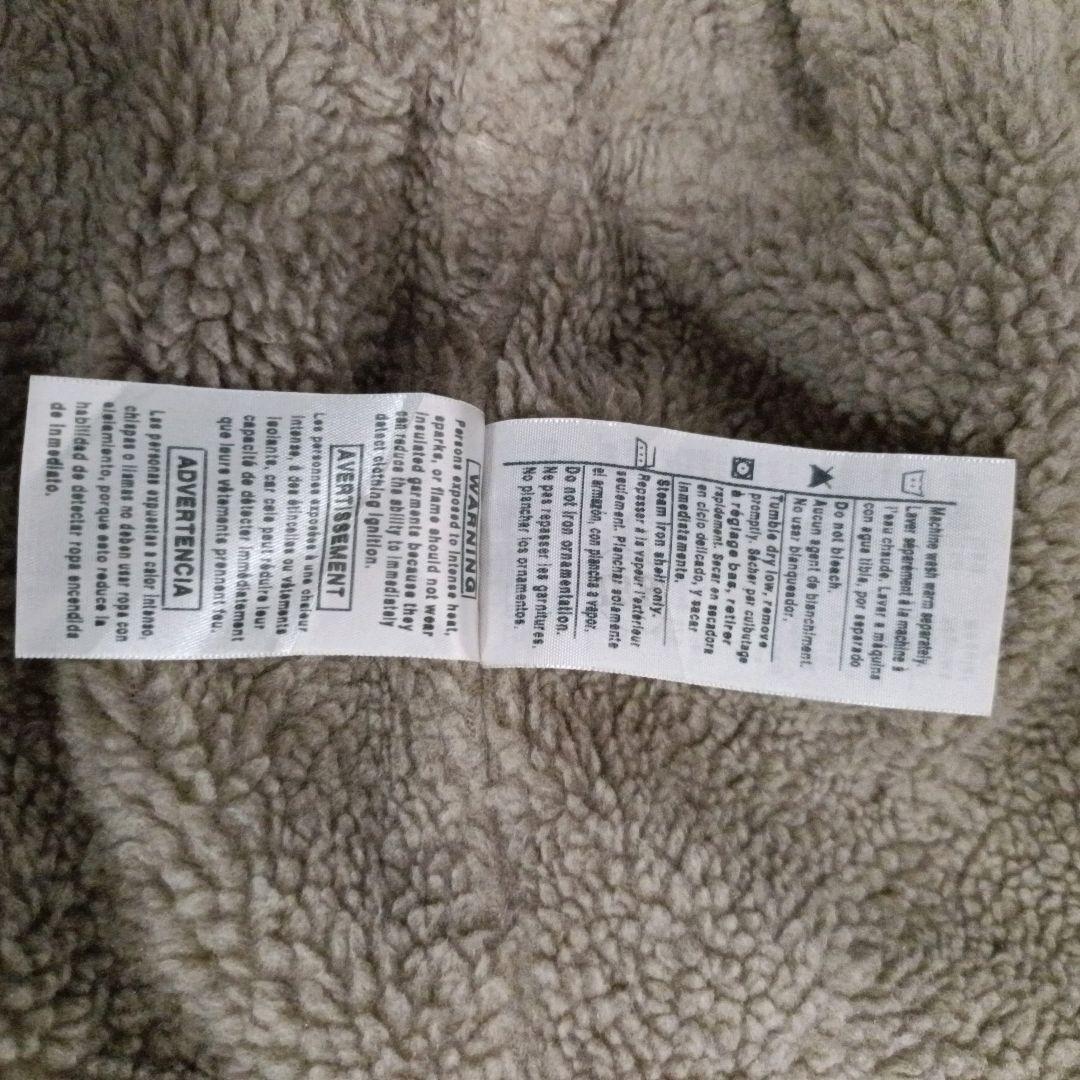 Machine wash warm separately.
Laver séparément à la machine à
l'eau chaude. Lavar a máquina
con agua tibia, por separado
Do not bleach.
Aucun agent de blanchiment.
No usar blanqueador.
Tumble dry low, remove
promptly. Sécher par culbutage
à réglage bas, retirer
rapidement. Secar en secadora
en ciclo delicado, y sacar
inmediatamente.
Steam iron shell only.
Repasser à la vapeur l'extérieur
seulement. Planchar solamente
el armazón, con plancha a vapor.
Do not iron ornamentation.
Ne pas repasser les garnitures.
No planchar los ornamentos.
WARNING
Persons exposed to intense heat,
sparks, or flame should not wear
insulated garments because they
can reduce the ability to immediately
detect clothing ignition.
AVERTISSEMENT
Les personnes exposées à une chaleur
intense, à des étincelles ou vêtements
isolants, car cela peut réduire leur
capacité de détecter immédiatement
que leurs vêtements prennent feu.
ADVERTENCIA
Las personas expuestas a calor intenso,
chispas o llamas no deben usar ropa con
aislamiento, porque esto reduce la
habilidad de detectar ropa encendida
de inmediato.